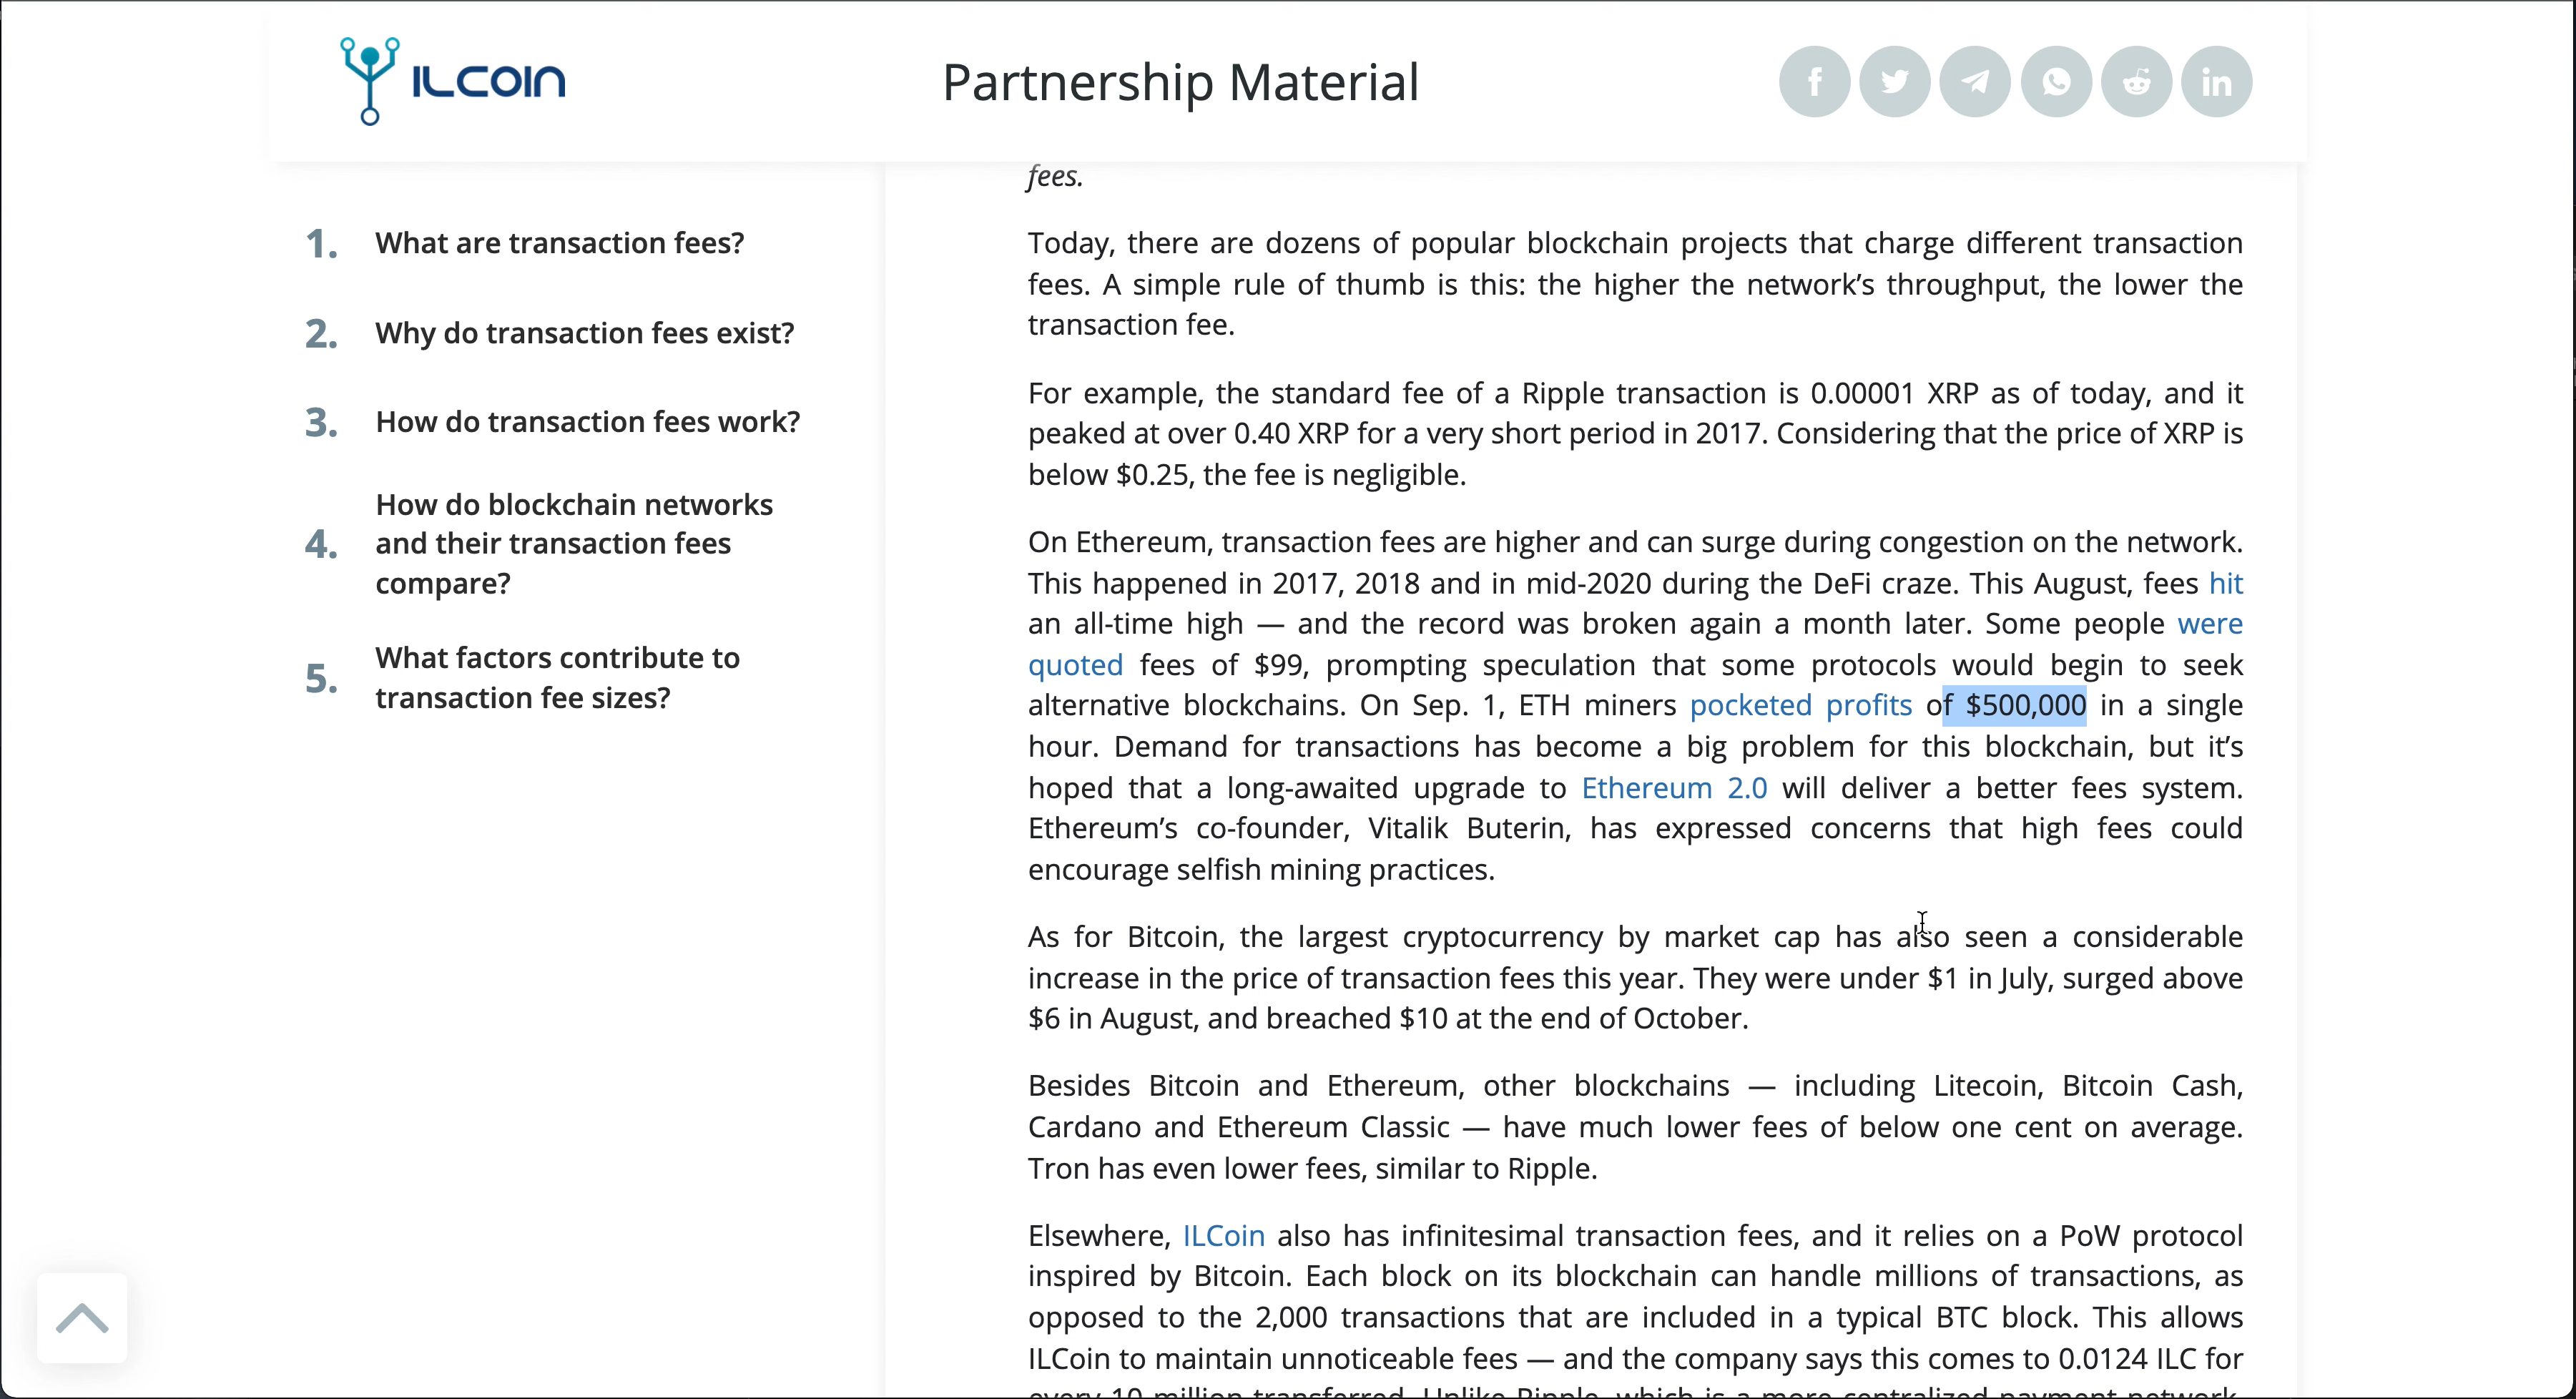 ILCOIN
Partnership Material
1. What are transaction fees?
2. Why do transaction fees exist?
3. How do transaction fees work?
4. How do blockchain networks
and their transaction fees
compare?
5. What factors contribute to
transaction fee sizes?
fees.
Today, there are dozens of popular blockchain projects that charge different transaction
fees. A simple rule of thumb is this: the higher the network’s throughput, the lower the
transaction fee.
For example, the standard fee of a Ripple transaction is 0.00001 XRP as of today, and it
peaked at over 0.40 XRP for a very short period in 2017. Considering that the price of XRP is
below $0.25, the fee is negligible.
On Ethereum, transaction fees are higher and can surge during congestion on the network.
This happened in 2017, 2018 and in mid-2020 during the DeFi craze. This August, fees hit
an all-time high — and the record was broken again a month later. Some people were
quoted fees of $99, prompting speculation that some protocols would begin to seek
alternative blockchains. On Sep. 1, ETH miners pocketed profits of $500,000 in a single
hour. Demand for transactions has become a big problem for this blockchain, but it’s
hoped that a long-awaited upgrade to Ethereum 2.0 will deliver a better fees system.
Ethereum’s co-founder, Vitalik Buterin, has expressed concerns that high fees could
encourage selfish mining practices.
As for Bitcoin, the largest cryptocurrency by market cap has also seen a considerable
increase in the price of transaction fees this year. They were under $1 in July, surged above
$6 in August, and breached $10 at the end of October.
Besides Bitcoin and Ethereum, other blockchains — including Litecoin, Bitcoin Cash,
Cardano and Ethereum Classic — have much lower fees of below one cent on average.
Tron has even lower fees, similar to Ripple.
Elsewhere, ILCoin also has infinitesimal transaction fees, and it relies on a PoW protocol
inspired by Bitcoin. Each block on its blockchain can handle millions of transactions, as
opposed to the 2,000 transactions that are included in a typical BTC block. This allows
ILCoin to maintain unnoticeable fees — and the company says this comes to 0.0124 ILC for
every 10 million transferred. Unlike Ripple, which is a more centralized payment network,